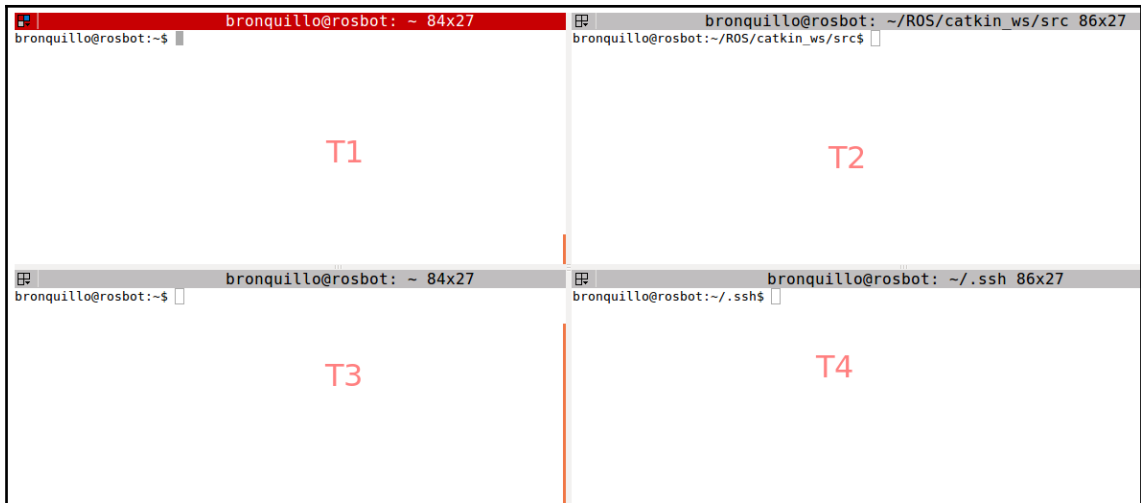 bronquillo@rosbot: ~ 84x27
bronquillo@rosbot:~$
T1
bronquillo@rosbot: ~/ROS/catkin_ws/src 86x27
bronquillo@rosbot:~/ROS/catkin_ws/src$
T2
bronquillo@rosbot: ~ 84x27
bronquillo@rosbot:~$
T3
bronquillo@rosbot: ~/.ssh 86x27
bronquillo@rosbot:~/.ssh$
T4